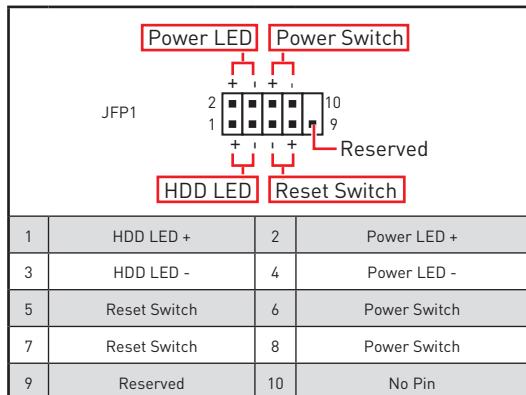 Power LED Power Switch
+ - + -
2 10
JFP1
1 9
+ - - +
Reserved
HDD LED Reset Switch
1 HDD LED + 2 Power LED +
3 HDD LED - 4 Power LED -
5 Reset Switch 6 Power Switch
7 Reset Switch 8 Power Switch
9 Reserved 10 No Pin